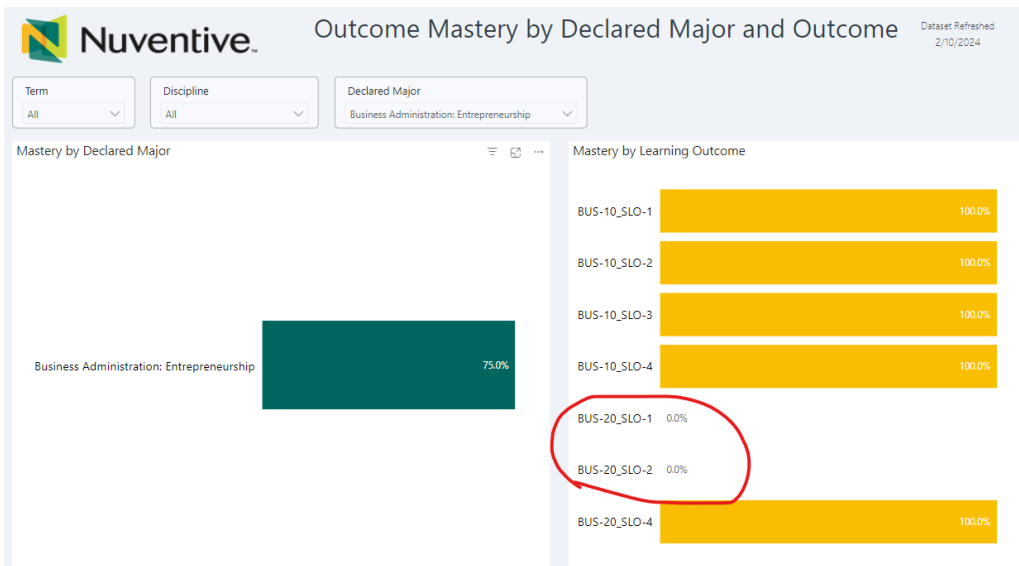 Nuventive™
Outcome Mastery by Declared Major and Outcome
Dataset Refreshed
2/10/2024
Term
All
Discipline
All
Declared Major
Business Administration: Entrepreneurship
Mastery by Declared Major
Business Administration: Entrepreneurship 75.0%
Mastery by Learning Outcome
BUS-10_SLO-1 100.0%
BUS-10_SLO-2 100.0%
BUS-10_SLO-3 100.0%
BUS-10_SLO-4 100.0%
BUS-20_SLO-1 0.0%
BUS-20_SLO-2 0.0%
BUS-20_SLO-4 100.0%